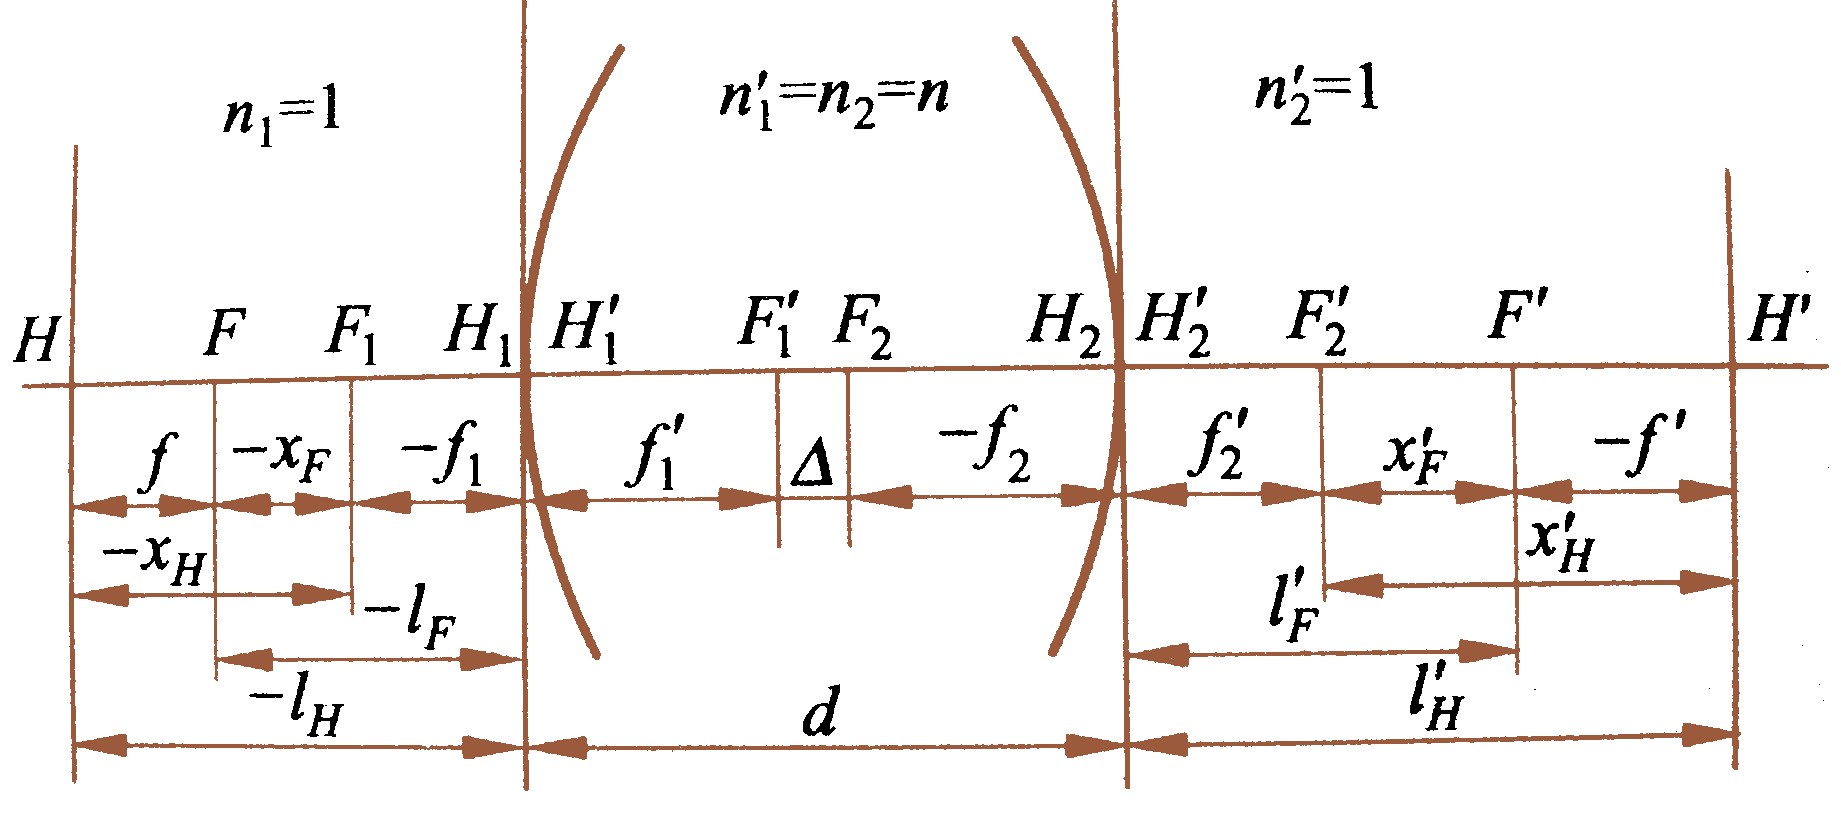 n₁=1 n′₁=n₂=n n′₂=1
H F F₁ H₁ H′₁ F′₁ F₂ H₂ H′₂ F′₂ F′ H′
f −x_F −f₁ f′₁ Δ −f₂ f′₂ x′_F −f′
−x_H x′_H
−l_F l′_F
−l_H d l′_H